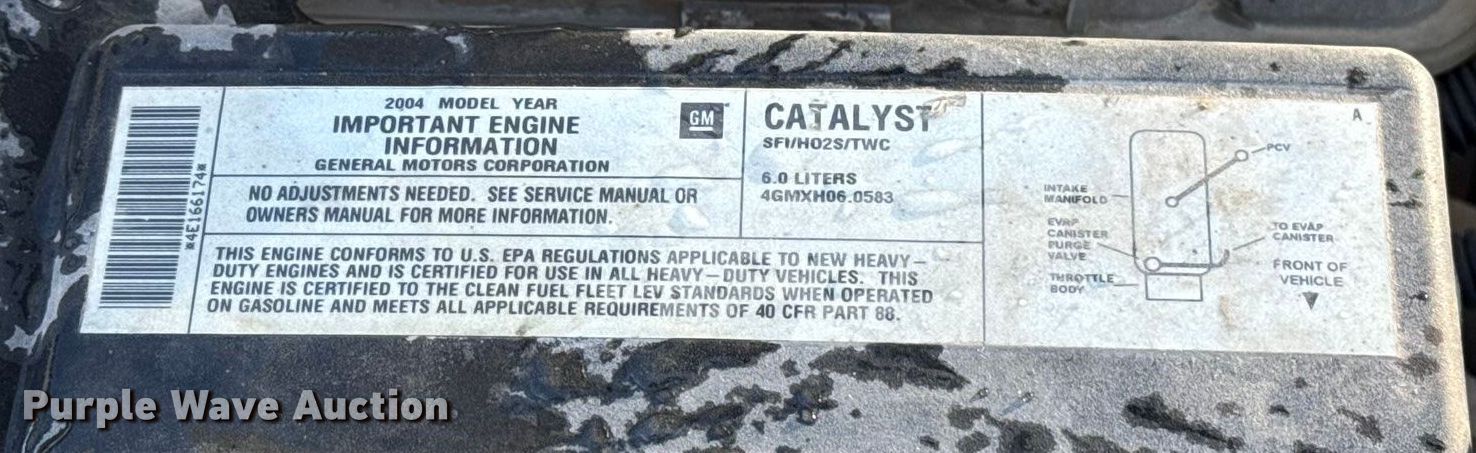 *4E166174*
2004 MODEL YEAR
IMPORTANT ENGINE
INFORMATION
GENERAL MOTORS CORPORATION
GM
NO ADJUSTMENTS NEEDED. SEE SERVICE MANUAL OR
OWNERS MANUAL FOR MORE INFORMATION.
CATALYST
SFI/HO2S/TWC
6.0 LITERS
4GMXH06.0583
THIS ENGINE CONFORMS TO U.S. EPA REGULATIONS APPLICABLE TO NEW HEAVY-
DUTY ENGINES AND IS CERTIFIED FOR USE IN ALL HEAVY-DUTY VEHICLES. THIS
ENGINE IS CERTIFIED TO THE CLEAN FUEL FLEET LEV STANDARDS WHEN OPERATED
ON GASOLINE AND MEETS ALL APPLICABLE REQUIREMENTS OF 40 CFR PART 88.
A
PCV
INTAKE
MANIFOLD
EVAP
CANISTER
PURGE
VALVE
THROTTLE
BODY
TO EVAP
CANISTER
FRONT OF
VEHICLE
Purple Wave Auction